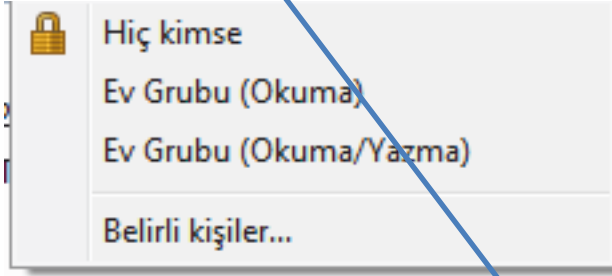 Hiç kimse
Ev Grubu (Okuma)
Ev Grubu (Okuma/Yazma)
Belirli kişiler...